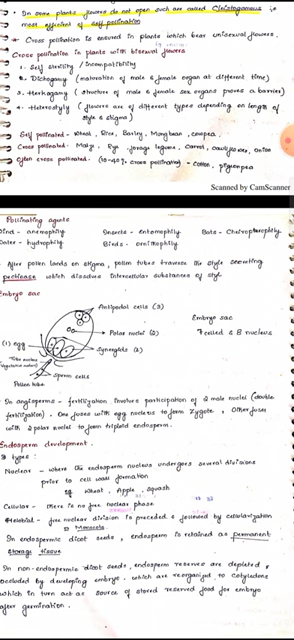 · In some plants flowers do not open such are called Cleistogamous is
most efficient of self pollination
* Cross pollination is ensured in plants which bear unisexual flowers.
Cross pollination in plants with bisexual flowers
1. Self sterility / incompatibility
2. Dichogamy (maturation of male & female organ at different time)
3. Herkogamy ( structure of male & female sex organs proves a barrier)
4. Heterostyly ( flowers are of different types depending on length of
style & stigma)
Self pollinated - Wheat, Rice, Barley, Mungbean, cowpea.
Cross pollinated - Maize, Rye, forage legume, Carrot, cauliflower, onion
Often cross pollinated. (10-40% cross pollination) - Cotton, pigeonpea
Scanned by CamScanner
Pollinating agents
Wind - anemophily. Insects - entomophily. Bats - Cheiropterophily.
Water - hydrophily. Birds - ornithophily.
· After pollen lands on stigma, pollen tubes traverse the style secreting
pectinase which dissolves intercellular substances of style
Embryo sac
Antipodal cells (3)
Embryo sac
Polar nuclei (2)
7 celled & 8 nucleus
(1) egg
Synergids (2)
Tube nucleus
(Vegetative nucleus)
Sperm cells
Pollen tube
· In angiosperms - fertilization involve participation of 2 male nuclei (double
fertilization). One fuses with egg nucleus to form Zygote, Other fuses
with 2 polar nuclei to form triploid endosperm.
Endosperm development.
3 types :
Nuclear - where the endosperm nucleus undergoes several divisions
prior to cell wall formation
Wheat, Apple, Squash
Cellular - there is no free nuclear phase
Helobial - free nuclear division is preceded & followed by cellularization
Monocots
In endospermic dicot seeds, endosperm is retained as permanent
storage tissue
In non-endospermic dicot seeds, endosperm reserve are depleted &
occluded by developing embryo, which are reorganized to cotyledons
which in turn act as source of stored reserved food for embryo
after germination.